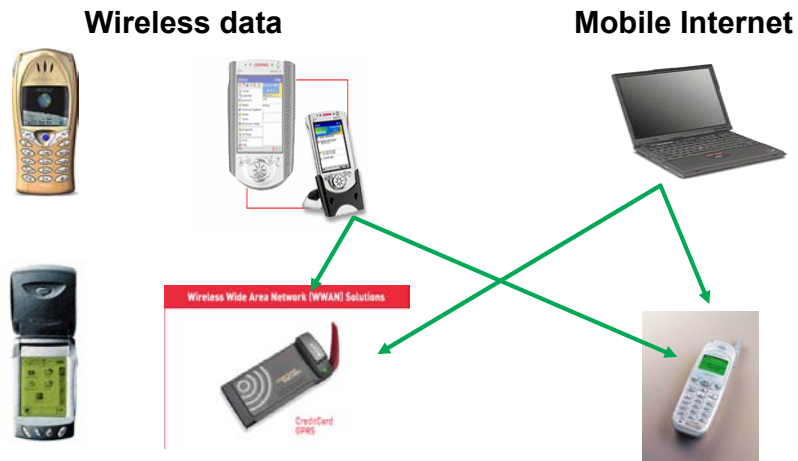 Wireless data
Mobile Internet
Wireless Wide Area Network [WWAN] Solutions
CreditCard
GPRS